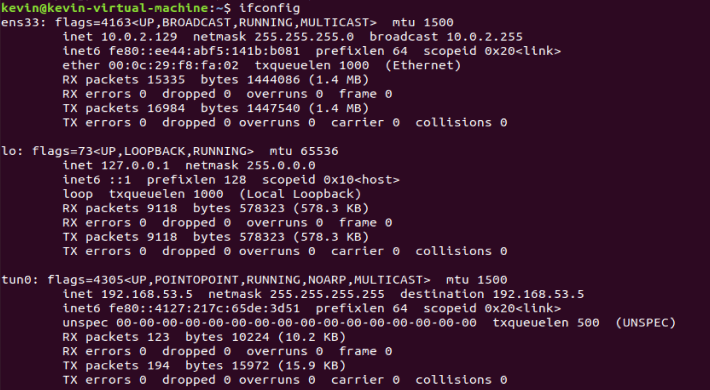 kevin@kevin-virtual-machine:~$ ifconfig
ens33: flags=4163<UP,BROADCAST,RUNNING,MULTICAST>  mtu 1500
        inet 10.0.2.129  netmask 255.255.255.0  broadcast 10.0.2.255
        inet6 fe80::ee44:abf5:141b:b081  prefixlen 64  scopeid 0x20<link>
        ether 00:0c:29:f8:fa:02  txqueuelen 1000  (Ethernet)
        RX packets 15335  bytes 1444086 (1.4 MB)
        RX errors 0  dropped 0  overruns 0  frame 0
        TX packets 16984  bytes 1447540 (1.4 MB)
        TX errors 0  dropped 0 overruns 0  carrier 0  collisions 0

lo: flags=73<UP,LOOPBACK,RUNNING>  mtu 65536
        inet 127.0.0.1  netmask 255.0.0.0
        inet6 ::1  prefixlen 128  scopeid 0x10<host>
        loop  txqueuelen 1000  (Local Loopback)
        RX packets 9118  bytes 578323 (578.3 KB)
        RX errors 0  dropped 0  overruns 0  frame 0
        TX packets 9118  bytes 578323 (578.3 KB)
        TX errors 0  dropped 0 overruns 0  carrier 0  collisions 0

tun0: flags=4305<UP,POINTOPOINT,RUNNING,NOARP,MULTICAST>  mtu 1500
        inet 192.168.53.5  netmask 255.255.255.255  destination 192.168.53.5
        inet6 fe80::4127:217c:65de:3d51  prefixlen 64  scopeid 0x20<link>
        unspec 00-00-00-00-00-00-00-00-00-00-00-00-00-00-00-00  txqueuelen 500  (UNSPEC)
        RX packets 123  bytes 10224 (10.2 KB)
        RX errors 0  dropped 0  overruns 0  frame 0
        TX packets 194  bytes 15972 (15.9 KB)
        TX errors 0  dropped 0 overruns 0  carrier 0  collisions 0